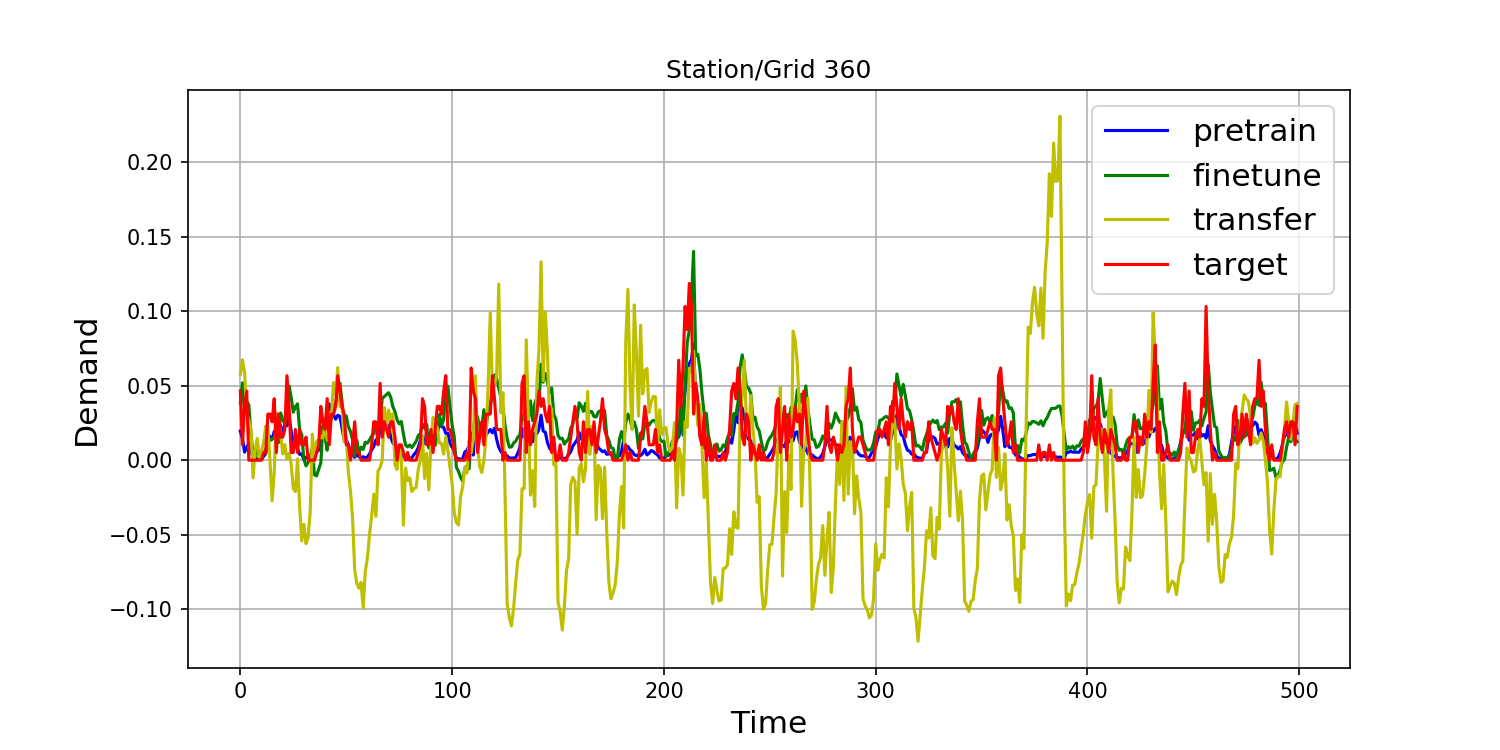 Station/Grid 360
Demand
0.20
0.15
0.10
0.05
0.00
−0.05
−0.10
pretrain
finetune
transfer
target
0 100 200 300 400 500
Time